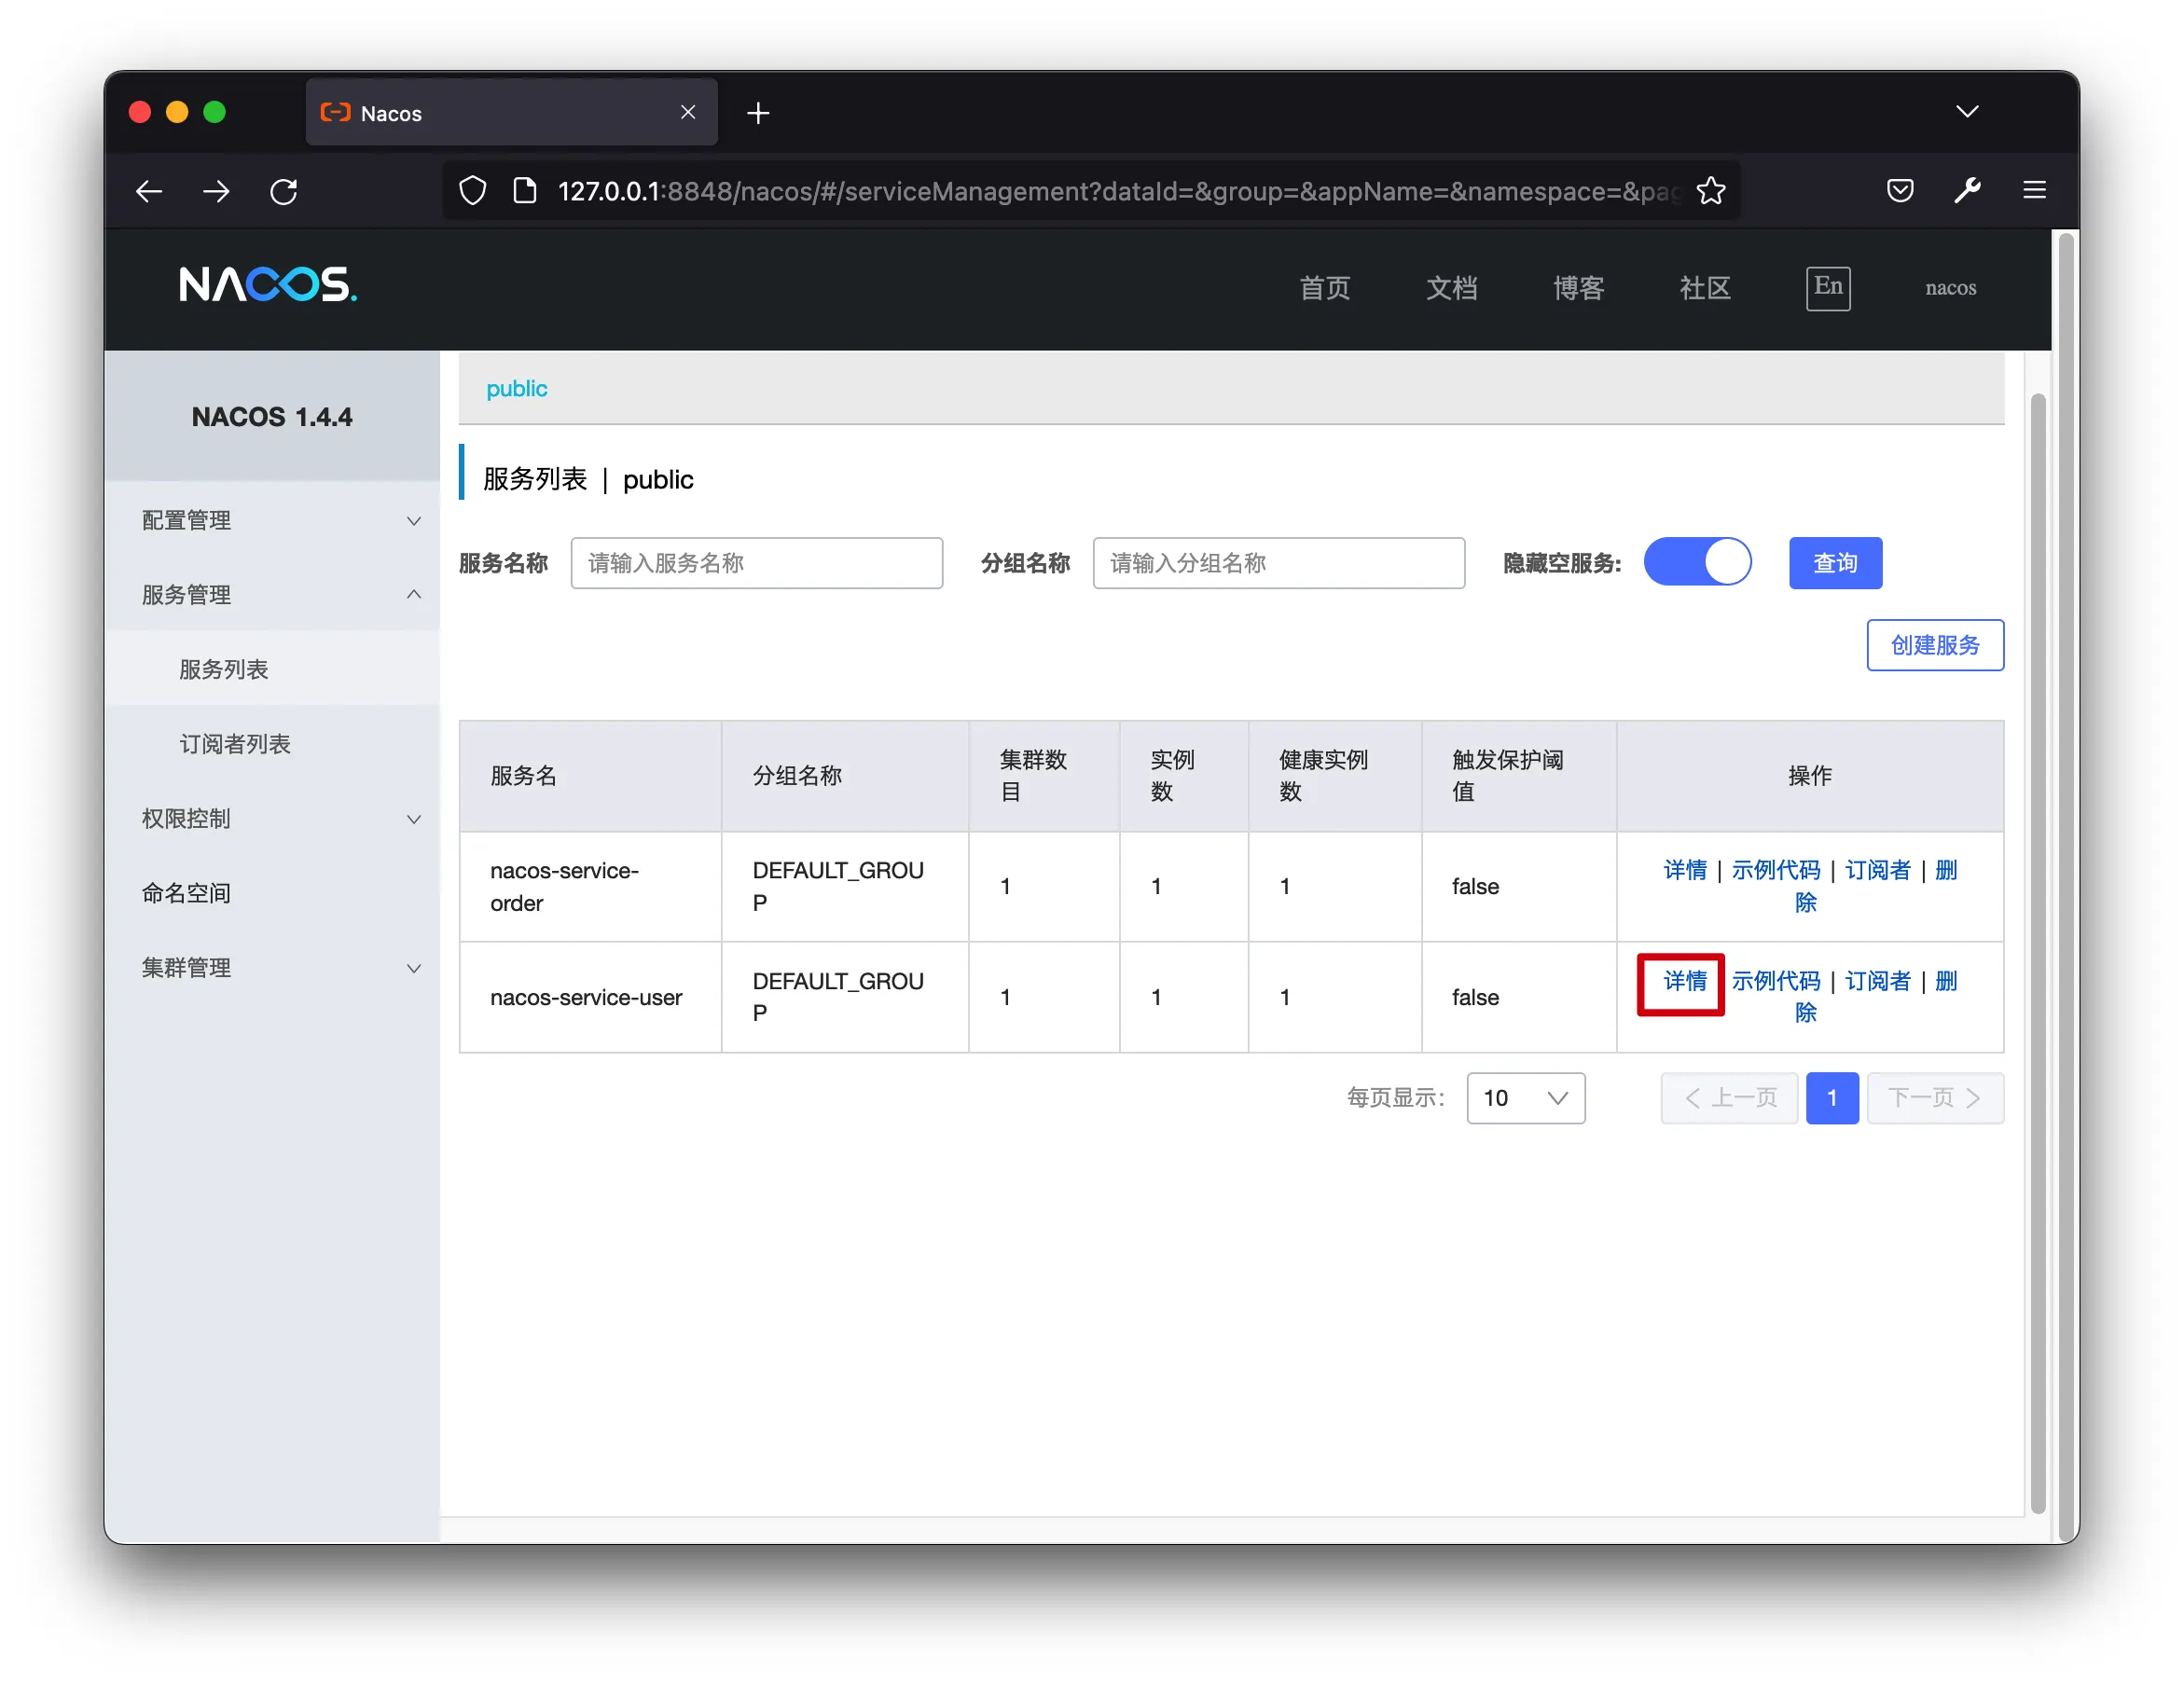 Nacos
127.0.0.1:8848/nacos/#/serviceManagement?dataId=&group=&appName=&namespace=&pag
NACOS.
首页
文档
博客
社区
En
nacos
NACOS 1.4.4
配置管理
服务管理
服务列表
订阅者列表
权限控制
命名空间
集群管理
public
服务列表 | public
服务名称
请输入服务名称
分组名称
请输入分组名称
隐藏空服务:
查询
创建服务
服务名
分组名称
集群数
目
实例
数
健康实例
数
触发保护阈
值
操作
nacos-service-
order
DEFAULT_GROU
P
1
1
1
false
详情 | 示例代码 | 订阅者 | 删
除
nacos-service-user
DEFAULT_GROU
P
1
1
1
false
详情 示例代码 | 订阅者 | 删
除
每页显示:
10
上一页
1
下一页